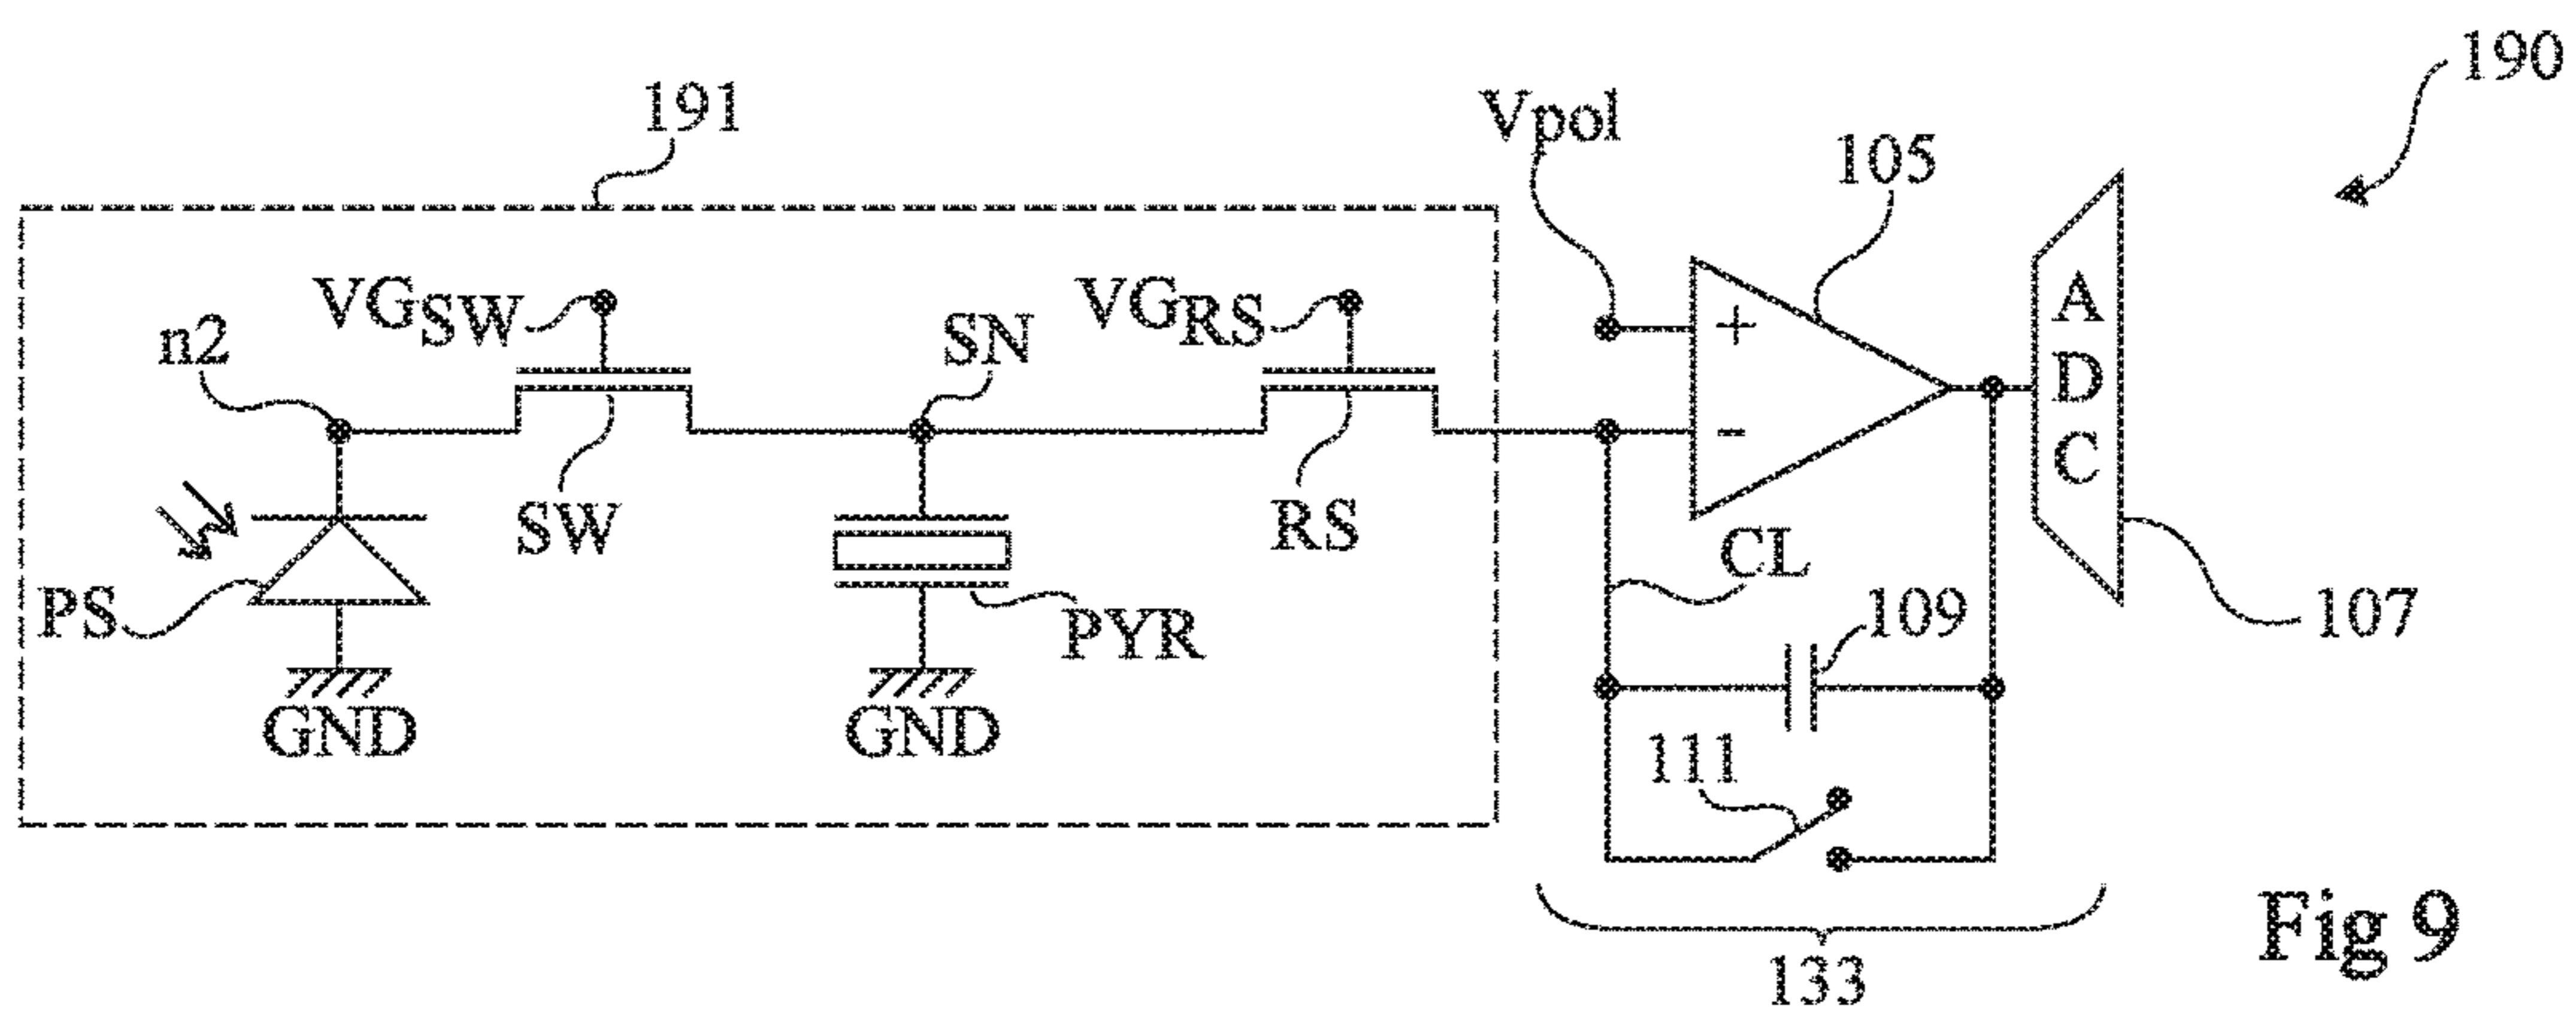 190
191
Vpol
105
VGSW
VGRS
n2
SN
+
-
A
D
C
SW
RS
PS
PYR
CL
109
107
GND
GND
111
133
Fig 9